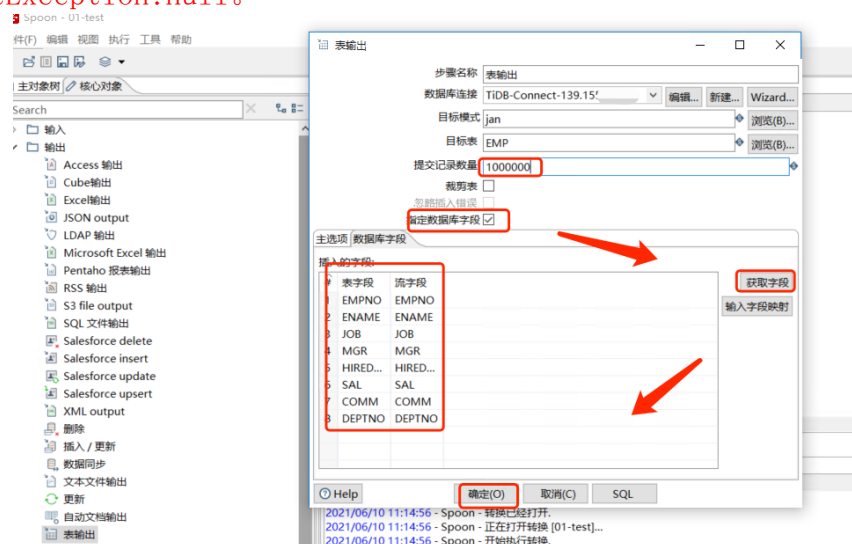 Exception:null。
Spoon - 01-test
件(F) 编辑 视图 执行 工具 帮助
主对象树 核心对象
Search
输入
输出
Access 输出
Cube输出
Excel输出
JSON output
LDAP 输出
Microsoft Excel 输出
Pentaho 报表输出
RSS 输出
S3 file output
SQL 文件输出
Salesforce delete
Salesforce insert
Salesforce update
Salesforce upsert
XML output
删除
插入 / 更新
数据同步
文本文件输出
更新
自动文档输出
表输出
表输出
步骤名称 表输出
数据库连接 TiDB-Connect-139.15 编辑... 新建... Wizard...
目标模式 jan 浏览(B)...
目标表 EMP 浏览(B)...
提交记录数量 1000000
裁剪表
忽略插入错误
指定数据库字段
主选项 数据库字段
插入的字段:
# 表字段 流字段
1 EMPNO EMPNO
2 ENAME ENAME
3 JOB JOB
4 MGR MGR
5 HIRED... HIRED...
6 SAL SAL
7 COMM COMM
8 DEPTNO DEPTNO
获取字段
输入字段映射
Help 确定(O) 取消(C) SQL
2021/06/10 11:14:56 - Spoon - 转换已经打开.
2021/06/10 11:14:56 - Spoon - 正在打开转换 [01-test]...
2021/06/10 11:14:56 - Spoon - 开始执行转换.